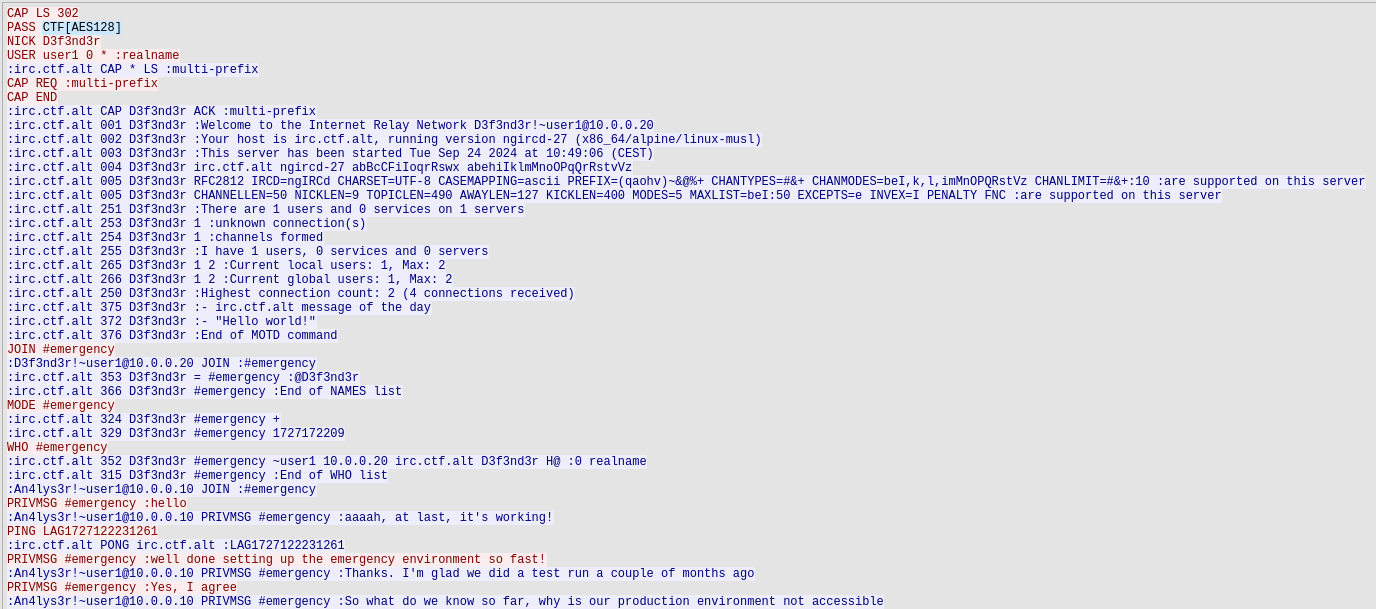 CAP LS 302
PASS CTF[AES128]
NICK D3f3nd3r
USER user1 0 * :realname
:irc.ctf.alt CAP * LS :multi-prefix
CAP REQ :multi-prefix
CAP END
:irc.ctf.alt CAP D3f3nd3r ACK :multi-prefix
:irc.ctf.alt 001 D3f3nd3r :Welcome to the Internet Relay Network D3f3nd3r!~user1@10.0.0.20
:irc.ctf.alt 002 D3f3nd3r :Your host is irc.ctf.alt, running version ngircd-27 (x86_64/alpine/linux-musl)
:irc.ctf.alt 003 D3f3nd3r :This server has been started Tue Sep 24 2024 at 10:49:06 (CEST)
:irc.ctf.alt 004 D3f3nd3r irc.ctf.alt ngircd-27 abBcCFiIoqrRswx abehiIklmMnoOPqQrRstvVz
:irc.ctf.alt 005 D3f3nd3r RFC2812 IRCD=ngIRCd CHARSET=UTF-8 CASEMAPPING=ascii PREFIX=(qaohv)~&@%+ CHANTYPES=#&+ CHANMODES=beI,k,l,imMnOPQRstVz CHANLIMIT=#&+:10 :are supported on this server
:irc.ctf.alt 005 D3f3nd3r CHANNELLEN=50 NICKLEN=9 TOPICLEN=490 AWAYLEN=127 KICKLEN=400 MODES=5 MAXLIST=beI:50 EXCEPTS=e INVEX=I PENALTY FNC :are supported on this server
:irc.ctf.alt 251 D3f3nd3r :There are 1 users and 0 services on 1 servers
:irc.ctf.alt 253 D3f3nd3r 1 :unknown connection(s)
:irc.ctf.alt 254 D3f3nd3r 1 :channels formed
:irc.ctf.alt 255 D3f3nd3r :I have 1 users, 0 services and 0 servers
:irc.ctf.alt 265 D3f3nd3r 1 2 :Current local users: 1, Max: 2
:irc.ctf.alt 266 D3f3nd3r 1 2 :Current global users: 1, Max: 2
:irc.ctf.alt 250 D3f3nd3r :Highest connection count: 2 (4 connections received)
:irc.ctf.alt 375 D3f3nd3r :- irc.ctf.alt message of the day
:irc.ctf.alt 372 D3f3nd3r :- "Hello world!"
:irc.ctf.alt 376 D3f3nd3r :End of MOTD command
JOIN #emergency
:D3f3nd3r!~user1@10.0.0.20 JOIN :#emergency
:irc.ctf.alt 353 D3f3nd3r = #emergency :@D3f3nd3r
:irc.ctf.alt 366 D3f3nd3r #emergency :End of NAMES list
MODE #emergency
:irc.ctf.alt 324 D3f3nd3r #emergency +
:irc.ctf.alt 329 D3f3nd3r #emergency 1727172209
WHO #emergency
:irc.ctf.alt 352 D3f3nd3r #emergency ~user1 10.0.0.20 irc.ctf.alt D3f3nd3r H@ :0 realname
:irc.ctf.alt 315 D3f3nd3r #emergency :End of WHO list
:An4lys3r!~user1@10.0.0.10 JOIN :#emergency
PRIVMSG #emergency :hello
:An4lys3r!~user1@10.0.0.10 PRIVMSG #emergency :aaaah, at last, it's working!
PING LAG1727122231261
:irc.ctf.alt PONG irc.ctf.alt :LAG1727122231261
PRIVMSG #emergency :well done setting up the emergency environment so fast!
:An4lys3r!~user1@10.0.0.10 PRIVMSG #emergency :Thanks. I'm glad we did a test run a couple of months ago
PRIVMSG #emergency :Yes, I agree
:An4lys3r!~user1@10.0.0.10 PRIVMSG #emergency :So what do we know so far, why is our production environment not accessible